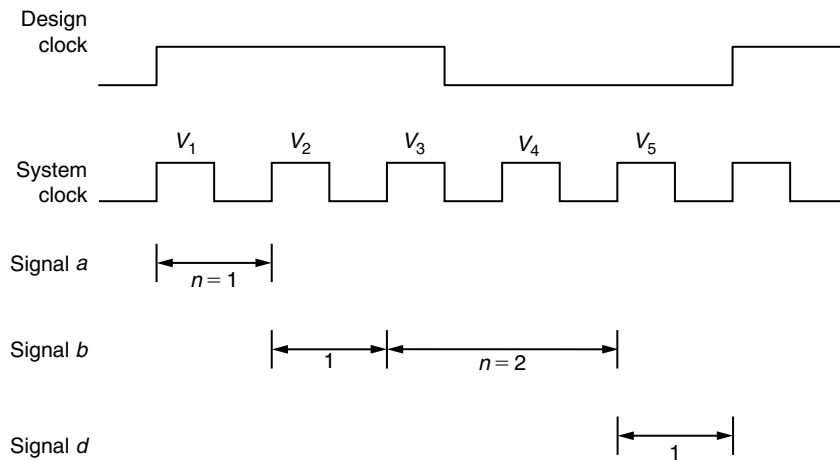 Design
clock
V1 V2 V3 V4 V5
System
clock
Signal a
n = 1
Signal b
1 n = 2
Signal d
1